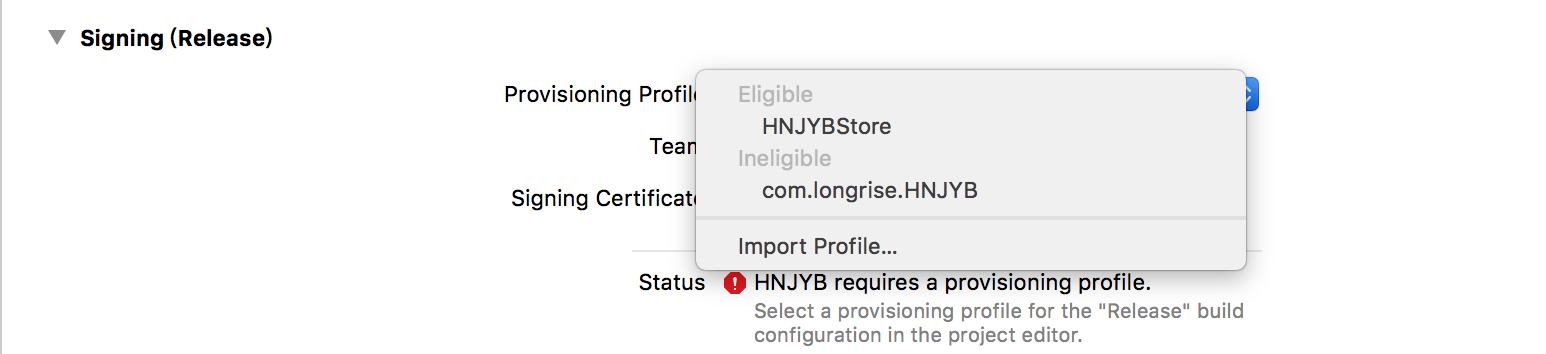 Signing (Release)
Eligible
Provisioning Profile
HNJYBStore
Team
Ineligible
com.longrise.HNJYB
Signing Certificate
Import Profile...
Status HNJYB requires a provisioning profile.
Select a provisioning profile for the "Release" build
configuration in the project editor.